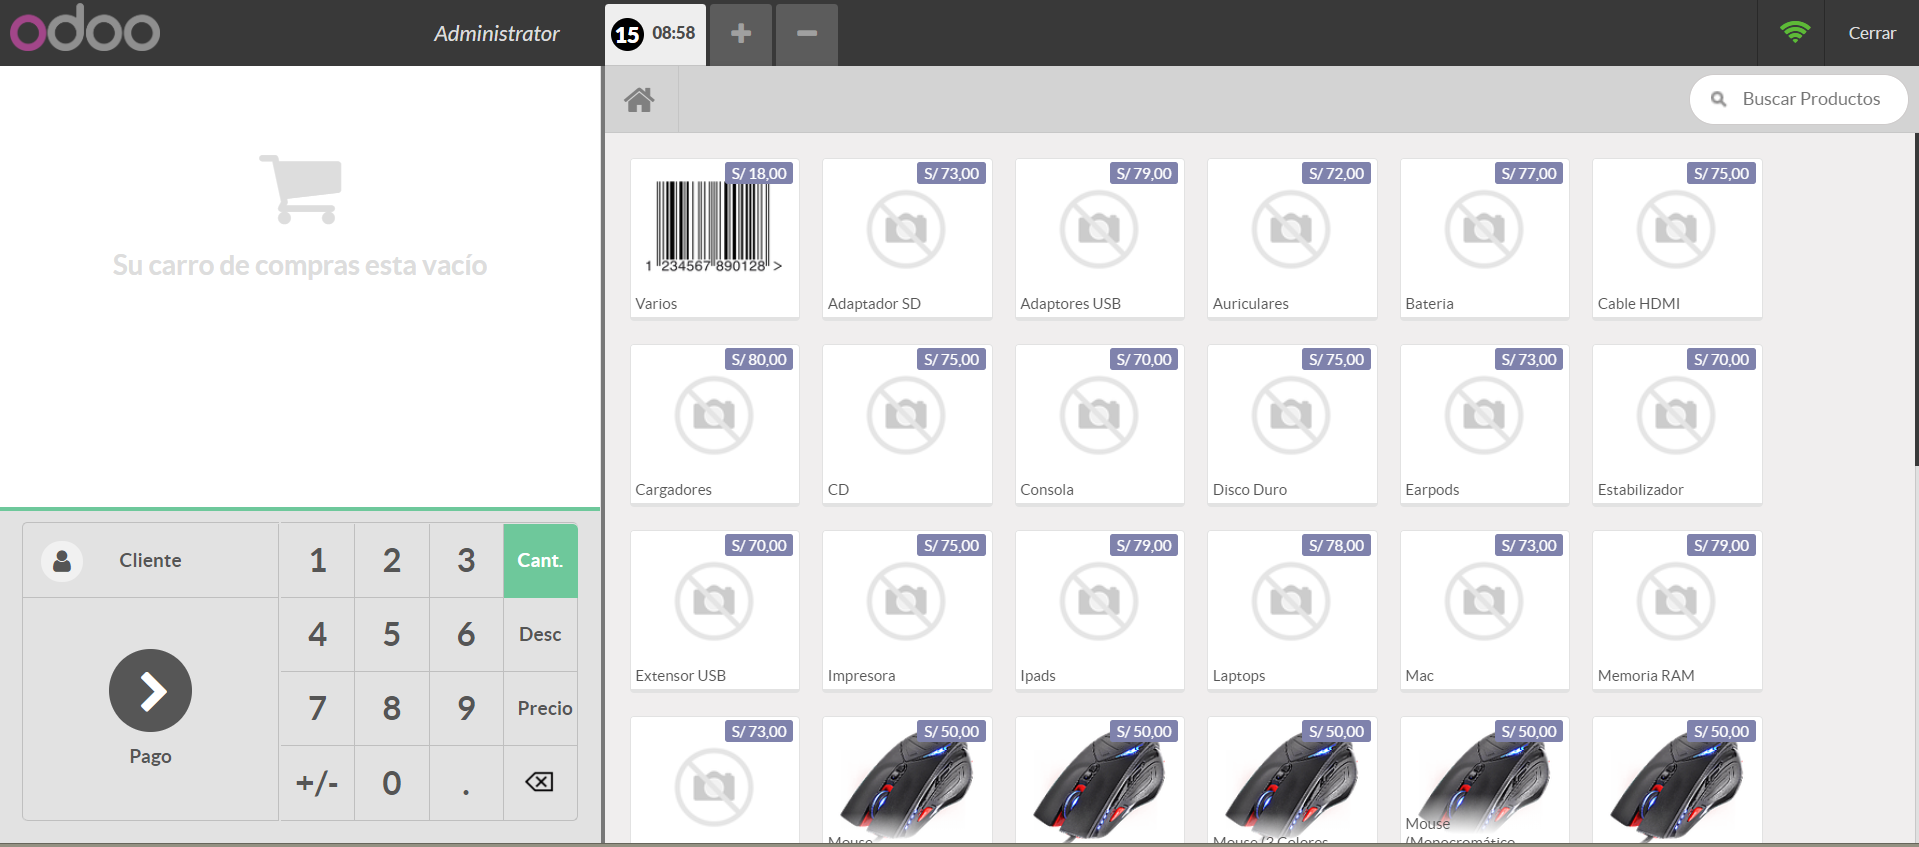 odoo
Administrator
15 08:58
Cerrar
Buscar Productos
Su carro de compras esta vacío
Cliente
1 2 3 Cant.
4 5 6 Desc
7 8 9 Precio
+/- 0 .
Pago
S/ 18,00
1 234567 890128 >
Varios
S/ 73,00
Adaptador SD
S/ 79,00
Adaptores USB
S/ 72,00
Auriculares
S/ 77,00
Bateria
S/ 75,00
Cable HDMI
S/ 80,00
Cargadores
S/ 75,00
CD
S/ 70,00
Consola
S/ 75,00
Disco Duro
S/ 73,00
Earpods
S/ 70,00
Estabilizador
S/ 70,00
Extensor USB
S/ 75,00
Impresora
S/ 79,00
Ipads
S/ 78,00
Laptops
S/ 73,00
Mac
S/ 79,00
Memoria RAM
S/ 73,00
S/ 50,00
Mouse
S/ 50,00
S/ 50,00
Mouse (2 Colores
S/ 50,00
Mouse
(Monocromático
S/ 50,00